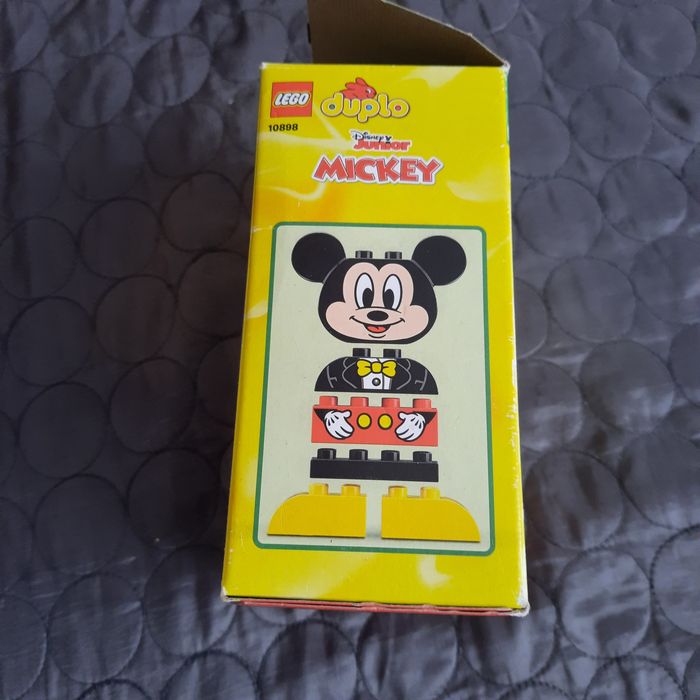 LEGO
duplo
10898
Disney
Junior
MICKEY